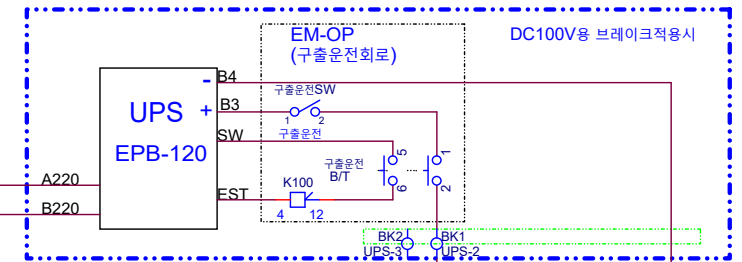 EM-OP
(구출운전회로)
DC100V용 브레이크적용시
B4
-
구출운전SW
UPS
+
B3
1 2
SW
구출운전
EPB-120
5
1
구출운전
B/T
A220
K100
6
2
EST
B220
4 12
BK2
BK1
UPS-3
UPS-2